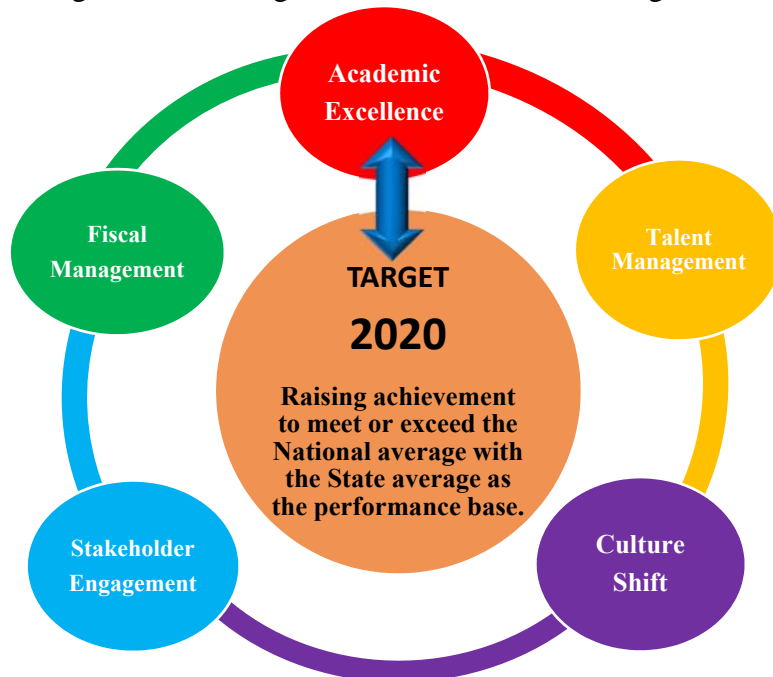 Academic
Excellence
Fiscal
Management
Talent
Management
TARGET
2020
Raising achievement
to meet or exceed the
National average with
the State average as
the performance base.
Stakeholder
Engagement
Culture
Shift